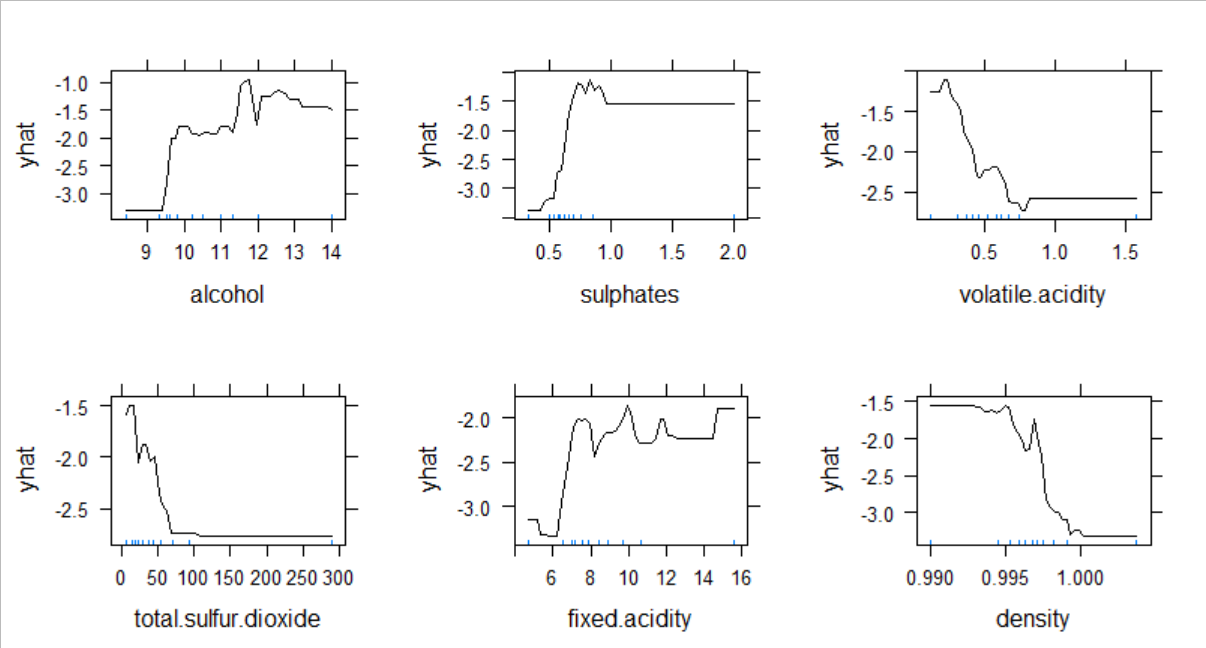 yhat
-1.0
-1.5
-2.0
-2.5
-3.0
9 10 11 12 13 14
alcohol
yhat
-1.5
-2.0
-2.5
-3.0
0.5 1.0 1.5 2.0
sulphates
yhat
-1.5
-2.0
-2.5
0.5 1.0 1.5
volatile.acidity
yhat
-1.5
-2.0
-2.5
0 50 100 150 200 250 300
total.sulfur.dioxide
yhat
-2.0
-2.5
-3.0
6 8 10 12 14 16
fixed.acidity
yhat
-1.5
-2.0
-2.5
-3.0
0.990 0.995 1.000
density